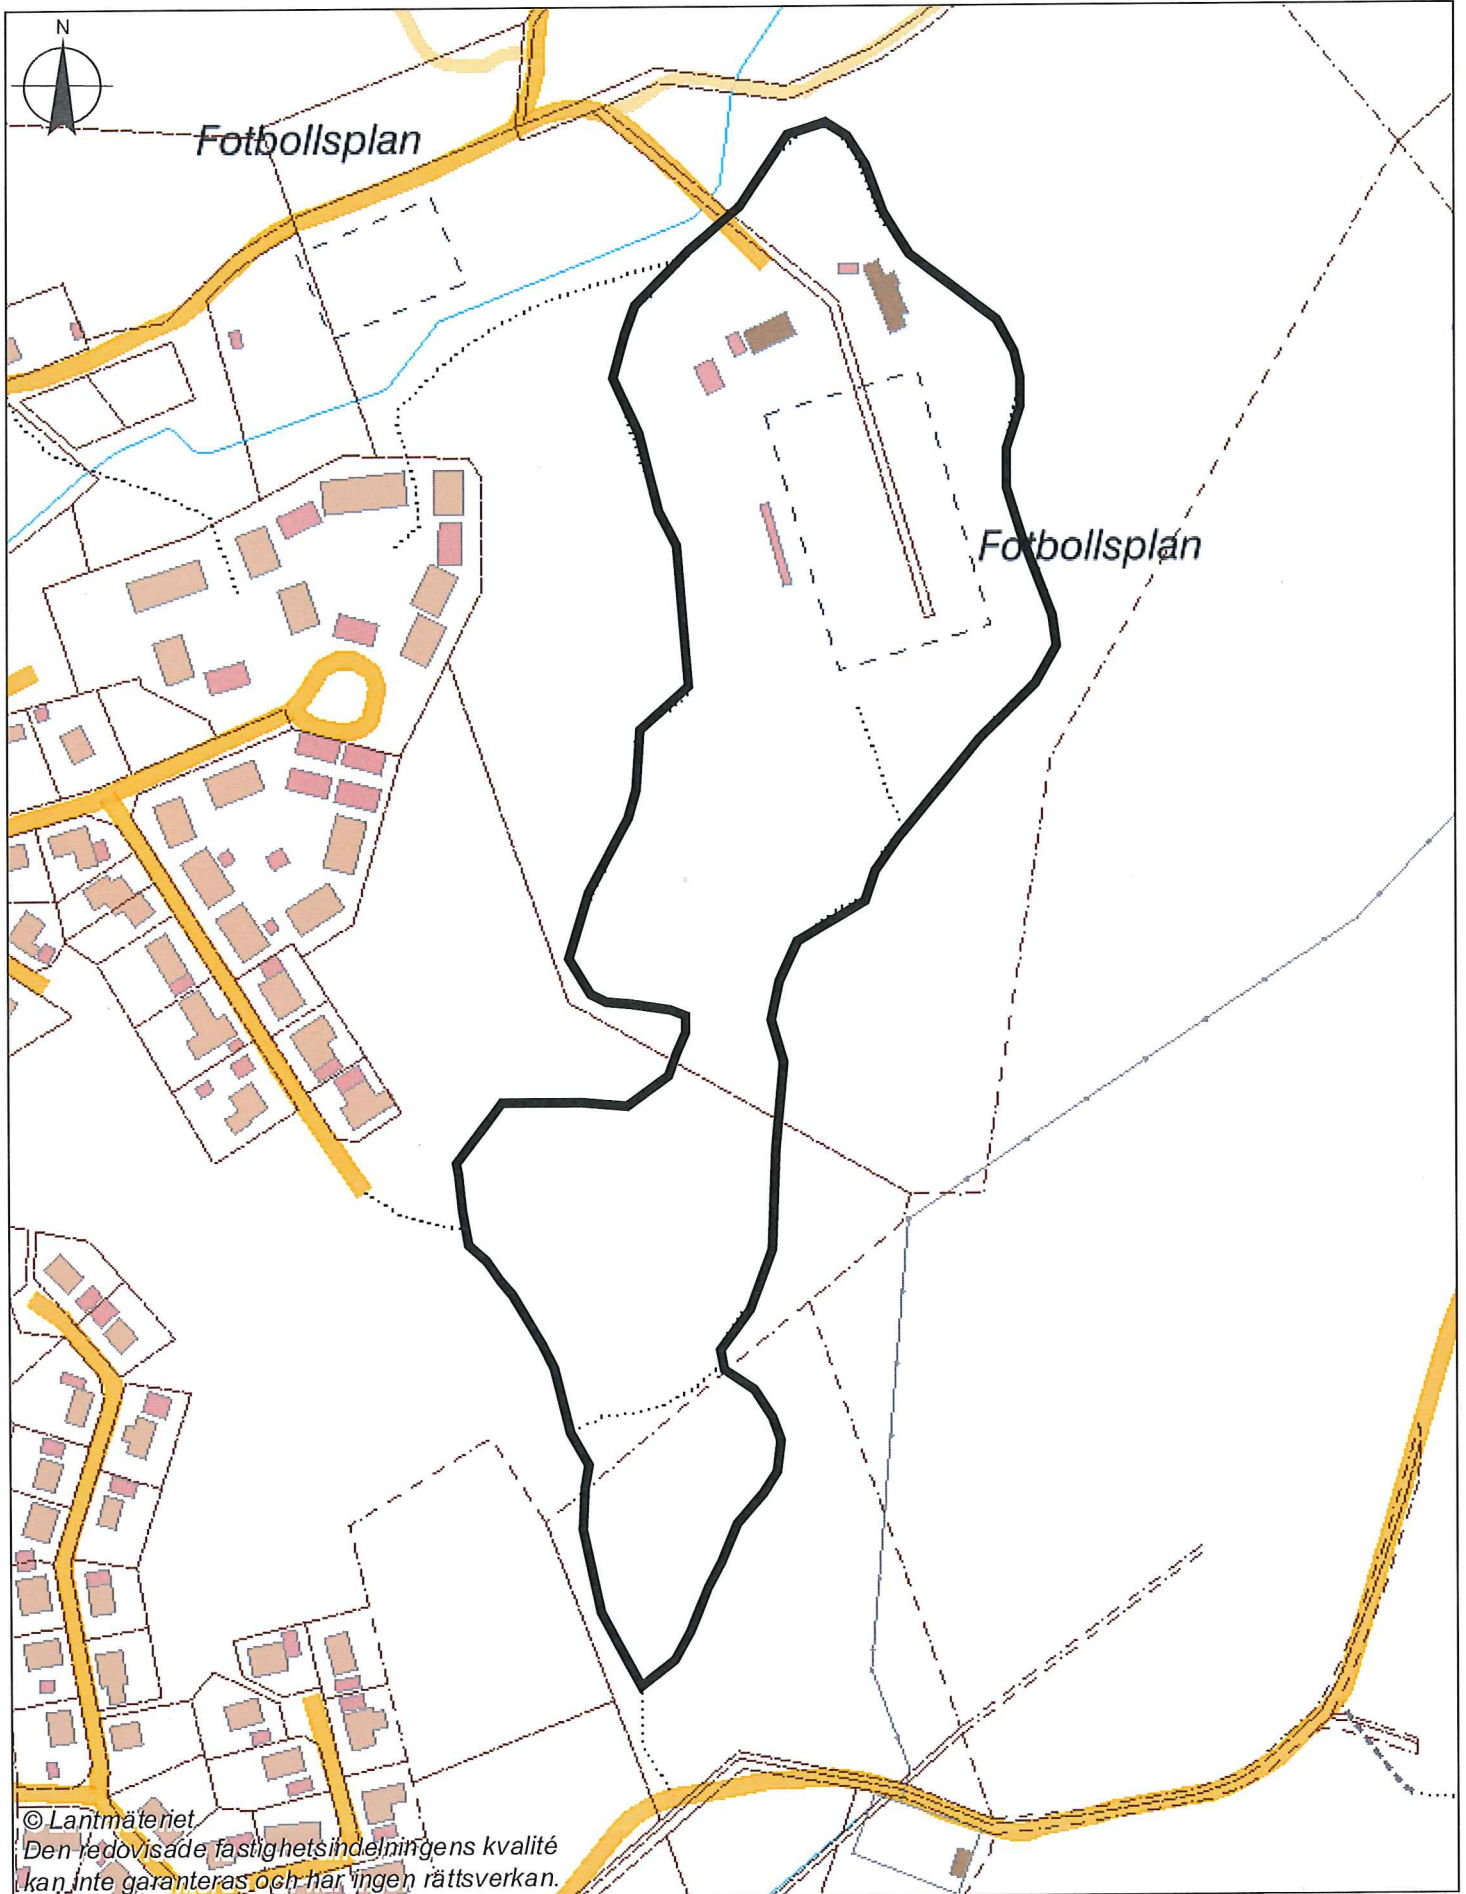 N
Fotbollsplan
Fotbollsplan
© Lantmäteriet,
Den redovisade fastighetsindelningens kvalité
kan inte garanteras och har ingen rättsverkan.